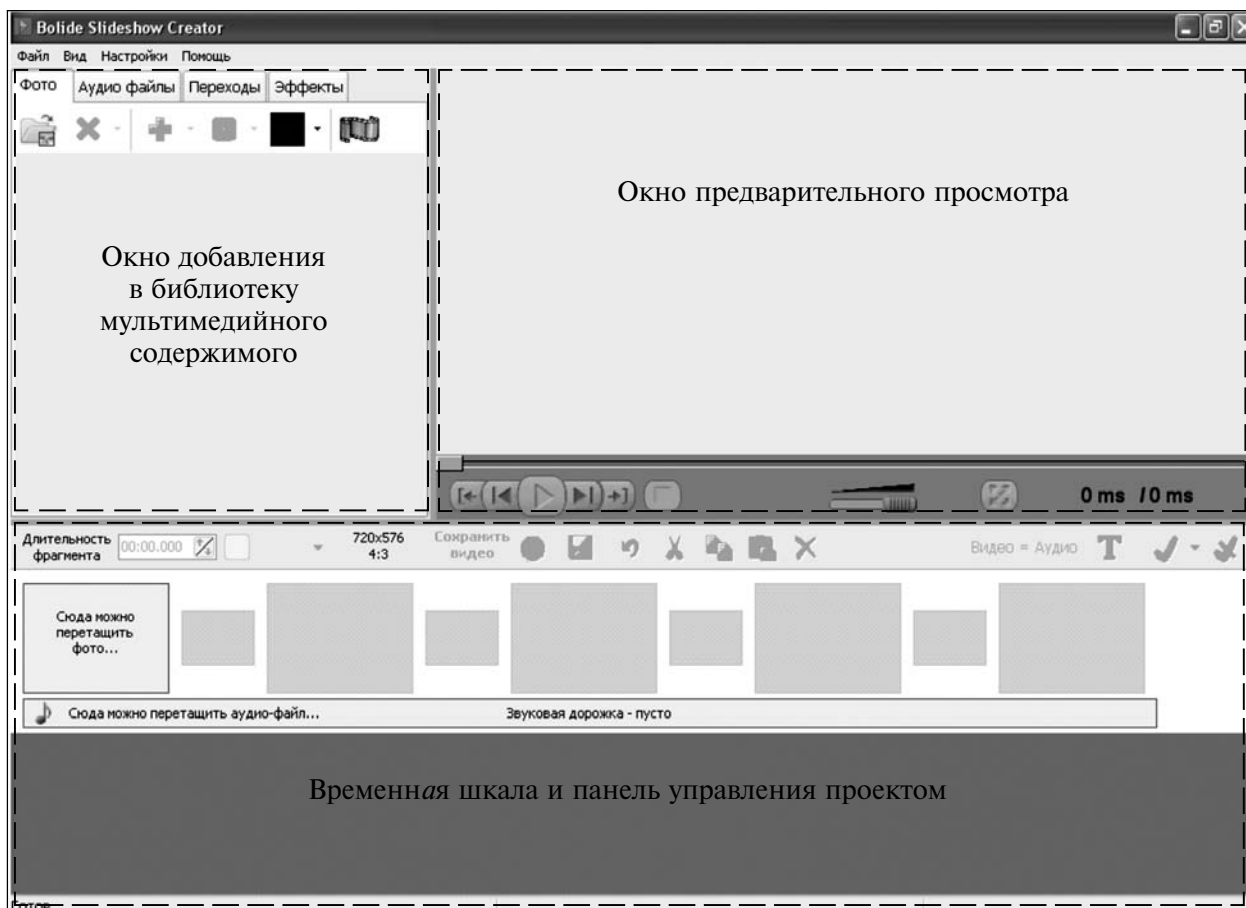 Bolide Slideshow Creator
Файл Вид Настройки Помощь
Фото Аудио файлы Переходы Эффекты
Окно предварительного просмотра
Окно добавления
в библиотеку
мультимедийного
содержимого
0 ms / 0 ms
Длительность
фрагмента
00:00.000
720x576
4:3
Сохранить
видео
Видео = Аудио
T
Сюда можно
перетащить
фото...
Сюда можно перетащить аудио-файл...
Звуковая дорожка - пусто
Временная шкала и панель управления проектом
Готов